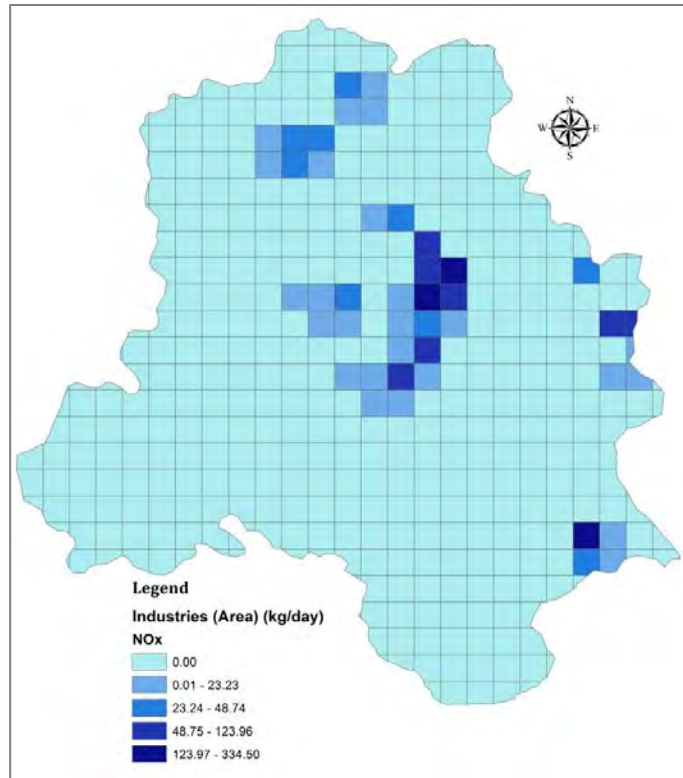 N
W E
S
Legend
Industries (Area) (kg/day)
NOx
0.00
0.01 - 23.23
23.24 - 48.74
48.75 - 123.96
123.97 - 334.50